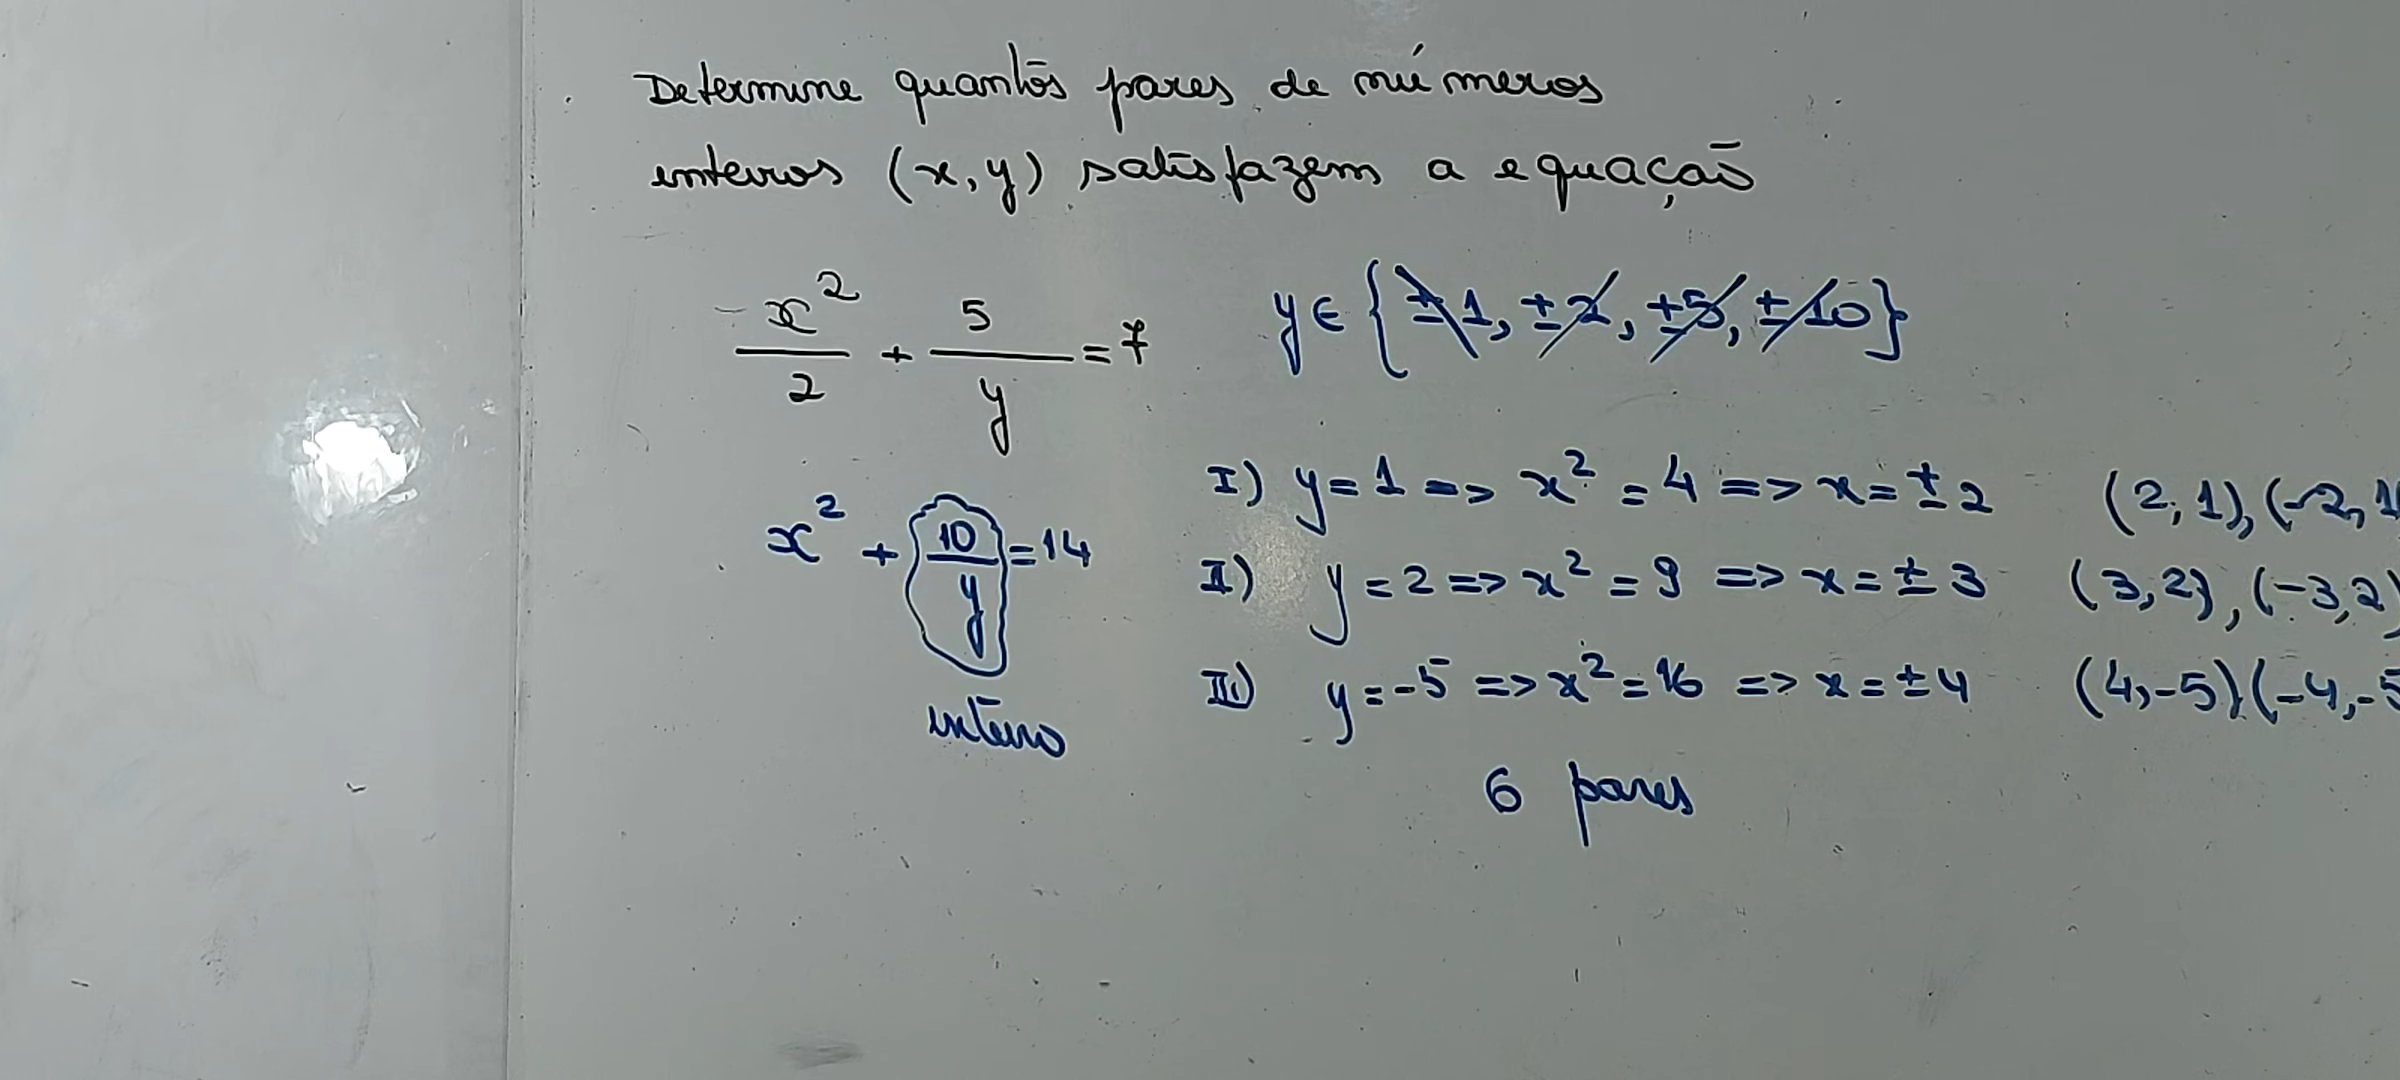 Determine quantos pares de números
inteiros (x, y) satisfazem a equação
x²/2 + 5/y = 7
y ∈ {±1, ±2, ±5, ±10}
x² + 10/y = 14
inteiro
I) y = 1 => x² = 4 => x = ±2 (2, 1), (-2, 1
II) y = 2 => x² = 9 => x = ±3 (3, 2), (-3, 2)
III) y = -5 => x² = 16 => x = ±4 (4, -5) (-4, -5
6 pares